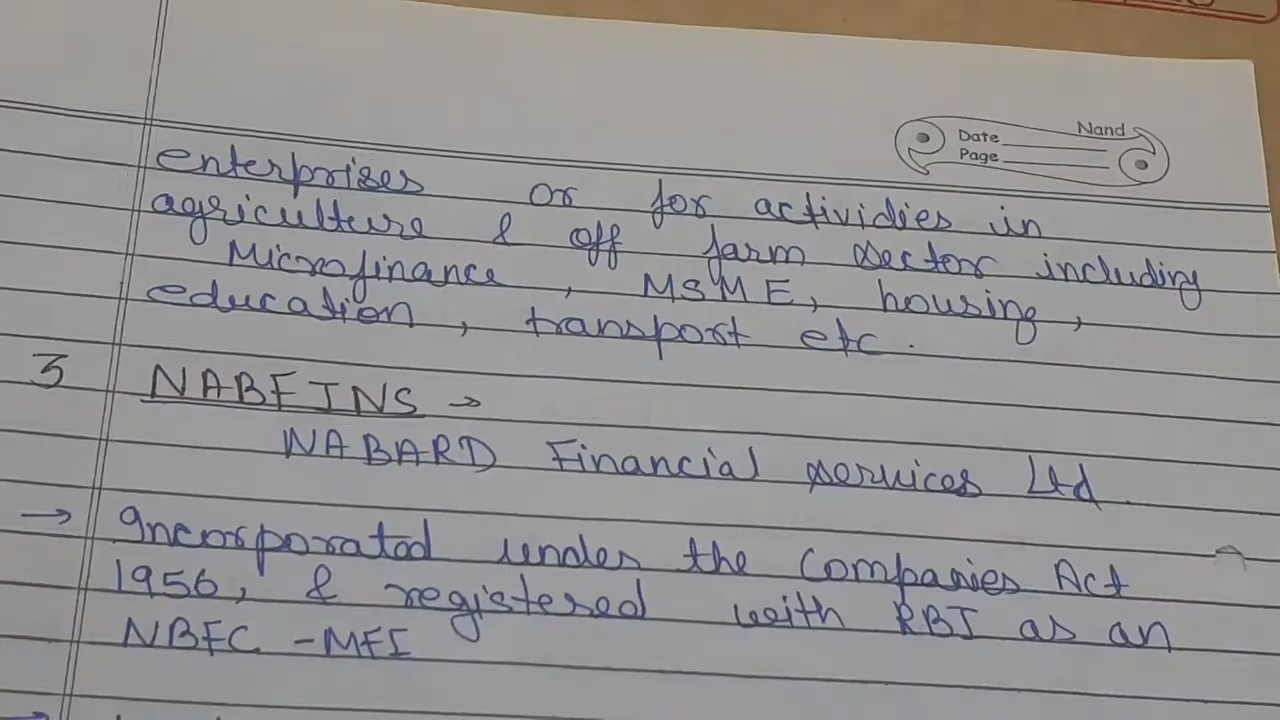 Nand
Date
Page
enterprises or for actividies in
agriculture & off farm sector including
Microfinance, MSME, housing,
education, transport etc.
3 NABFINS →
NABARD Financial services Ltd.
→ Incorporated under the Companies Act
1956, & registered with RBI as an
NBFC - MFI